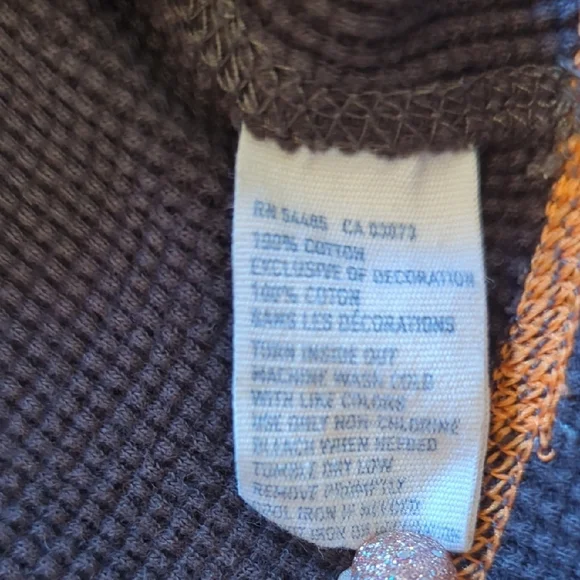 RN 54485 CA 03073
100% COTTON
EXCLUSIVE OF DECORATION
100% COTON
SANS LES DÉCORATIONS
TURN INSIDE OUT
MACHINE WASH COLD
WITH LIKE COLORS
USE ONLY NON-CHLORINE
BLEACH WHEN NEEDED
TUMBLE DRY LOW
REMOVE PROMPTLY
COOL IRON IF NEEDED
IRON